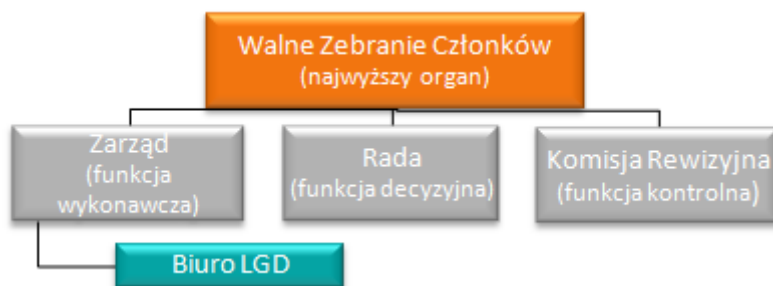 Walne Zebranie Członków
(najwyższy organ)
Zarząd
(funkcja
wykonawcza)
Rada
(funkcja decyzyjna)
Komisja Rewizyjna
(funkcja kontrolna)
Biuro LGD